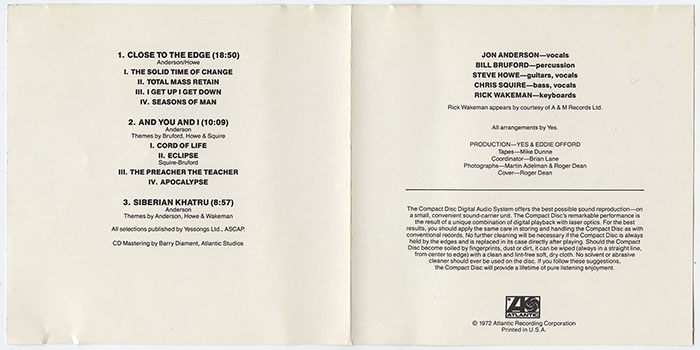 1. CLOSE TO THE EDGE (18:50)
Anderson/Howe
I. THE SOLID TIME OF CHANGE
II. TOTAL MASS RETAIN
III. I GET UP I GET DOWN
IV. SEASONS OF MAN
2. AND YOU AND I (10:09)
Anderson
Themes by Bruford, Howe & Squire
I. CORD OF LIFE
II. ECLIPSE
Squire-Bruford
III. THE PREACHER THE TEACHER
IV. APOCALYPSE
3. SIBERIAN KHATRU (8:57)
Anderson
Themes by Anderson, Howe & Wakeman
All selections published by Yessongs Ltd., ASCAP.
CD Mastering by Barry Diament, Atlantic Studios
JON ANDERSON—vocals
BILL BRUFORD—percussion
STEVE HOWE—guitars, vocals
CHRIS SQUIRE—bass, vocals
RICK WAKEMAN—keyboards
Rick Wakeman appears by courtesy of A & M Records Ltd.
All arrangements by Yes.
PRODUCTION—YES & EDDIE OFFORD
Tapes—Mike Dunne
Coordinator—Brian Lane
Photographs—Martin Adelman & Roger Dean
Cover—Roger Dean
The Compact Disc Digital Audio System offers the best possible sound reproduction—on
a small, convenient sound-carrier unit. The Compact Disc's remarkable performance is
the result of a unique combination of digital playback with laser optics. For the best
results, you should apply the same care in storing and handling the Compact Disc as with
conventional records. No further cleaning will be necessary if the Compact Disc is always
held by the edges and is replaced in its case directly after playing. Should the Compact
Disc become soiled by fingerprints, dust or dirt, it can be wiped (always in a straight line,
from center to edge) with a clean and lint-free soft, dry cloth. No solvent or abrasive
cleaner should ever be used on the disc. If you follow these suggestions,
the Compact Disc will provide a lifetime of pure listening enjoyment.
ATLANTIC
© 1972 Atlantic Recording Corporation
Printed in U.S.A.